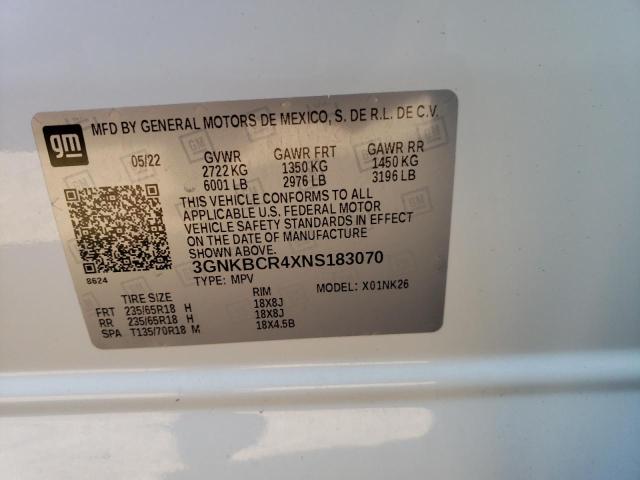 gm
MFD BY GENERAL MOTORS DE MEXICO, S. DE R.L. DE C.V.
05/22 GVWR GAWR FRT GAWR RR
2722 KG 1350 KG 1450 KG
6001 LB 2976 LB 3196 LB
THIS VEHICLE CONFORMS TO ALL
APPLICABLE U.S. FEDERAL MOTOR
VEHICLE SAFETY STANDARDS IN EFFECT
ON THE DATE OF MANUFACTURE
SHOWN ABOVE.
8624
3GNKBCR4XNS183070
TYPE: MPV MODEL: X01NK26
TIRE SIZE RIM
FRT 235/65R18 H 18X8J
RR 235/65R18 H 18X8J
SPA T135/70R18 M 18X4.5B